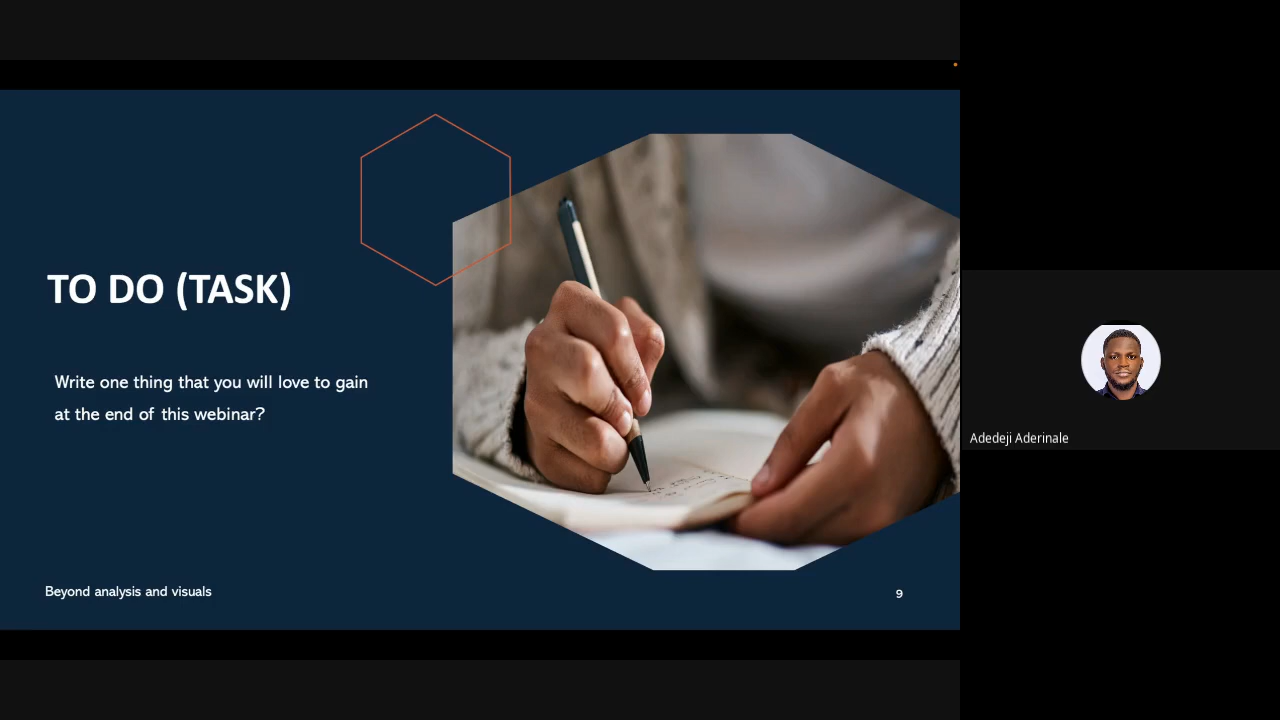 TO DO (TASK)
Write one thing that you will love to gain
at the end of this webinar?
Beyond analysis and visuals
9
Adedeji Aderinale